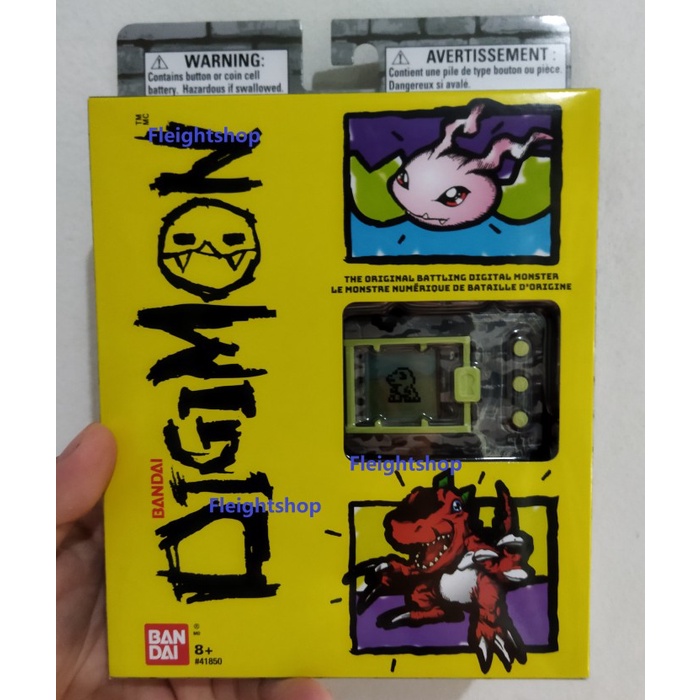 WARNING:
Contains button or coin cell
battery. Hazardous if swallowed.
AVERTISSEMENT :
Contient une pile de type bouton ou pièce.
Dangereux si avalé.
TM
MC
Fleightshop
DIGIMON
THE ORIGINAL BATTLING DIGITAL MONSTER
LE MONSTRE NUMÉRIQUE DE BATAILLE D'ORIGINE
Fleightshop
BANDAI
Fleightshop
BAN
DAI
®
8+
#41850